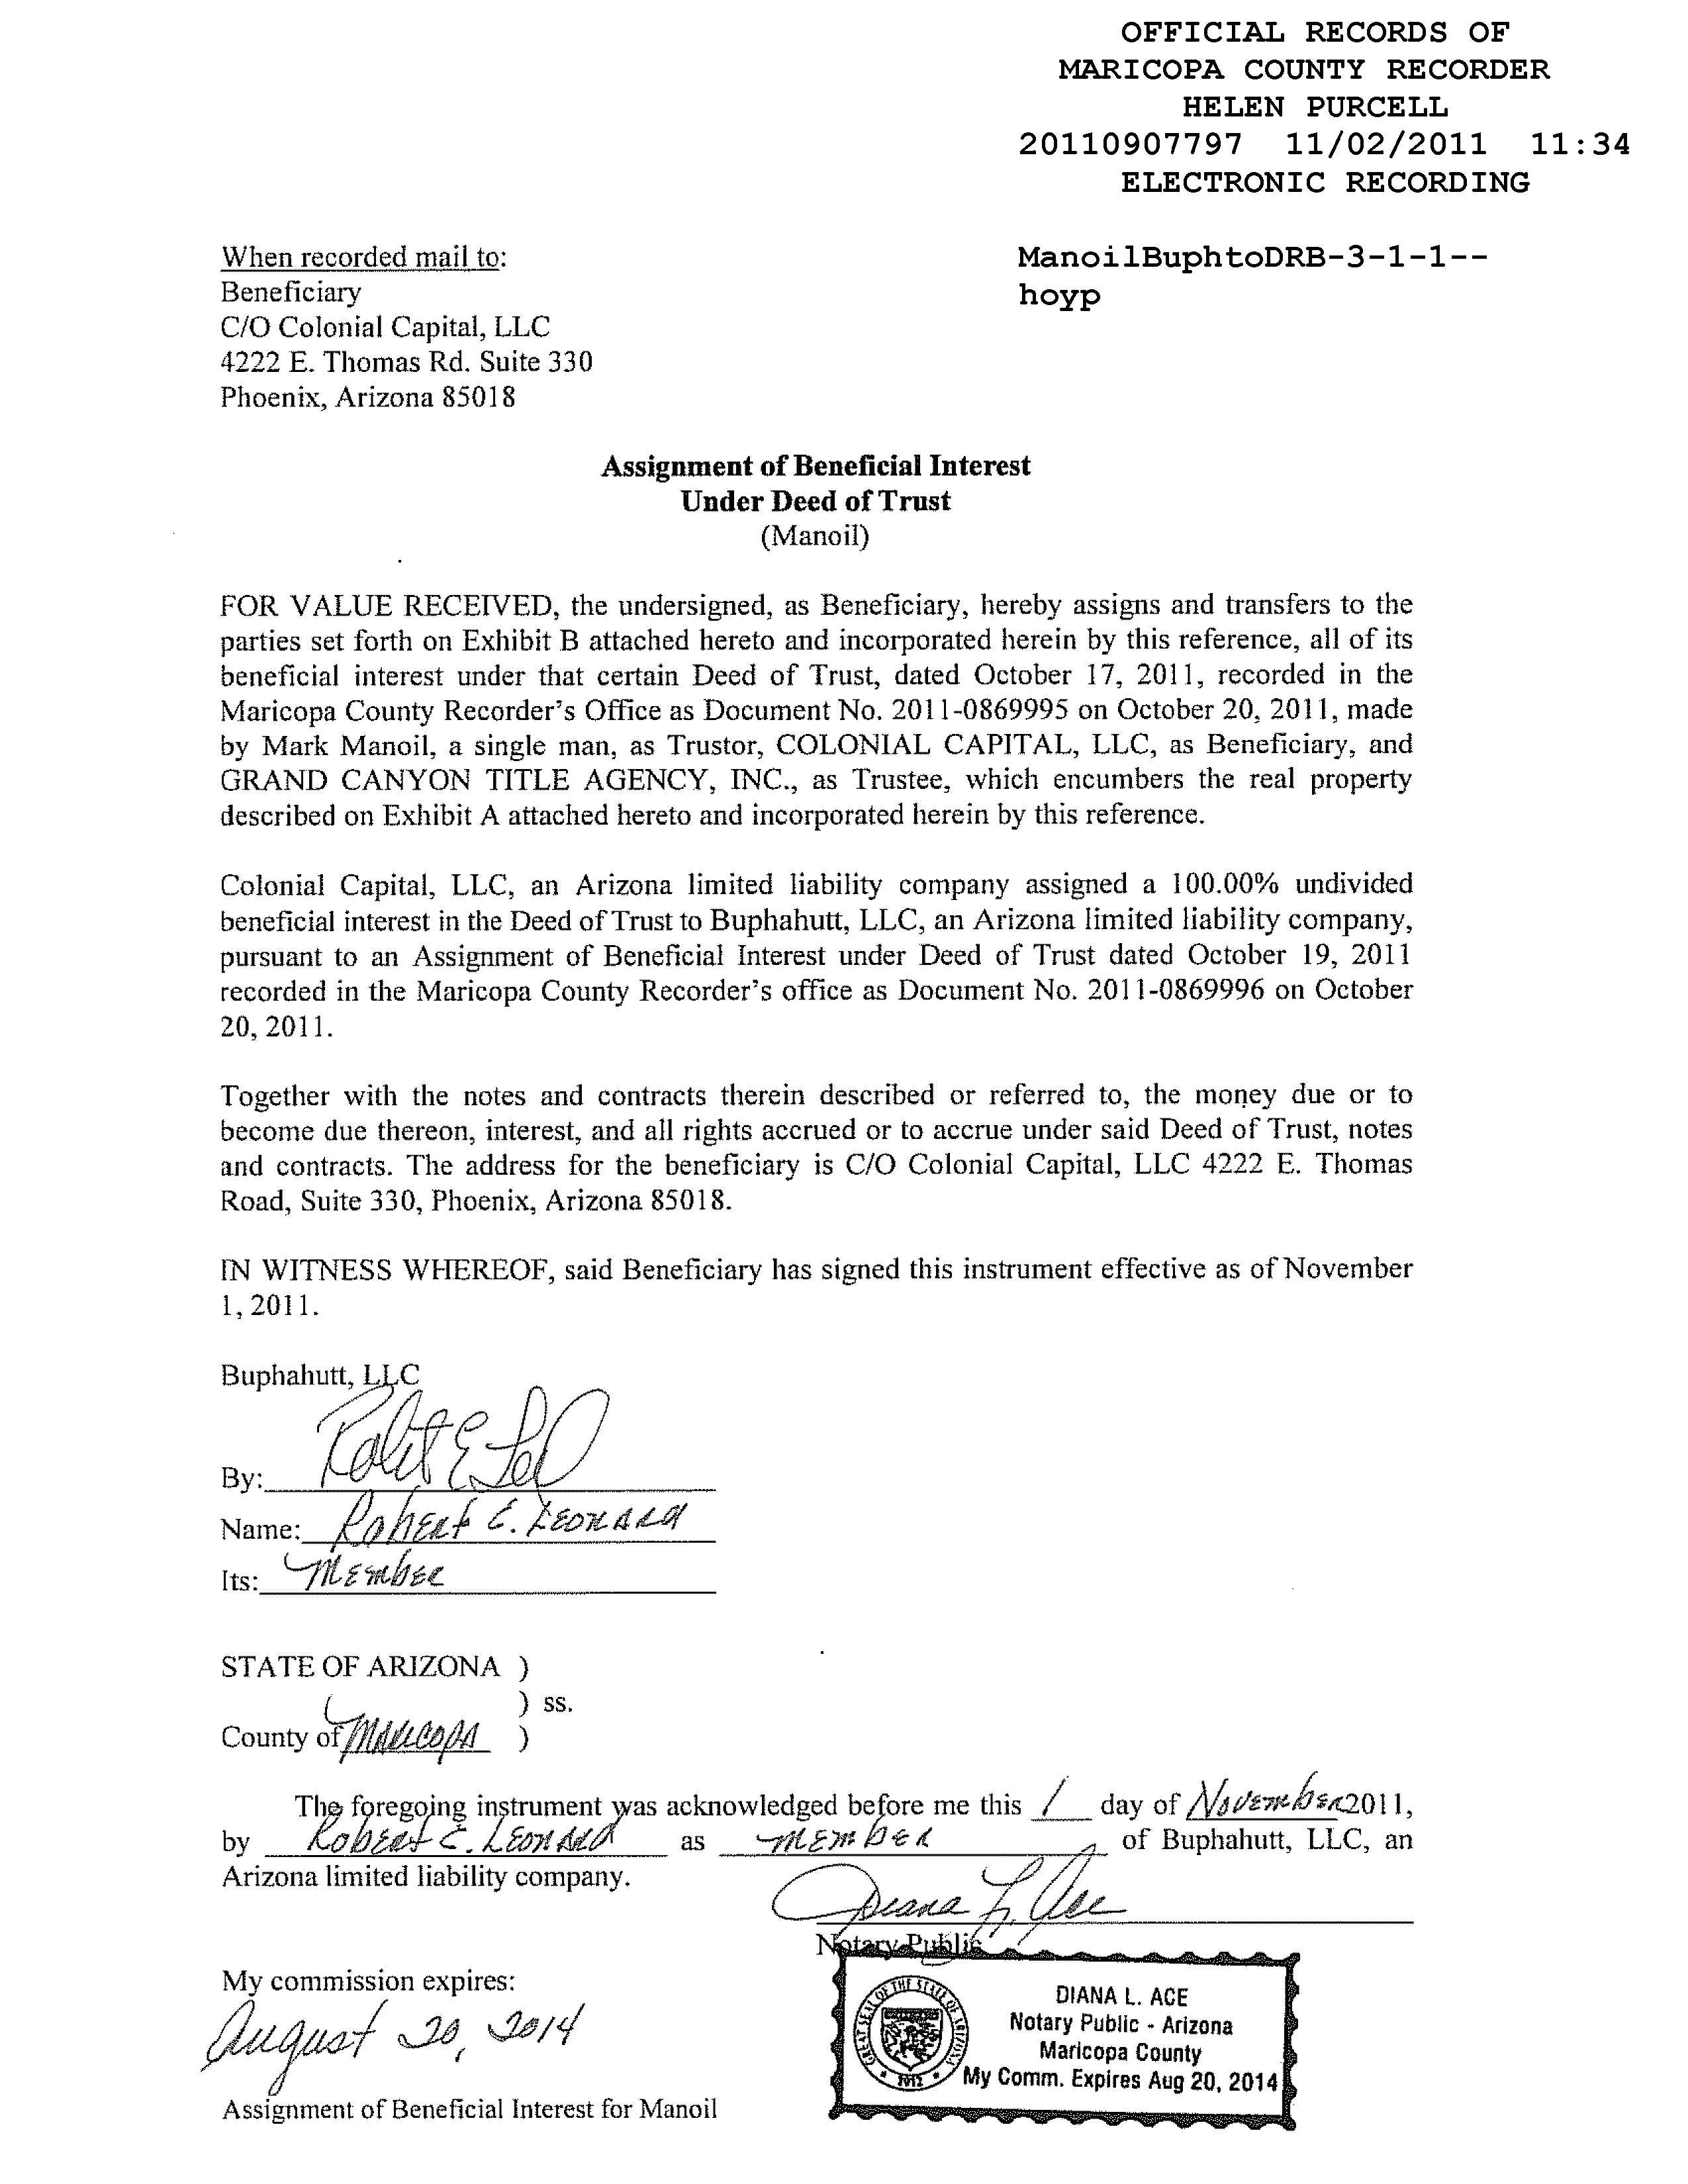 OFFICIAL RECORDS OF
MARICOPA COUNTY RECORDER
HELEN PURCELL
20110907797 11/02/2011 11:34
ELECTRONIC RECORDING
ManoilBuphtoDRB-3-1-1--
hoyp
When recorded mail to:
Beneficiary
C/O Colonial Capital, LLC
4222 E. Thomas Rd. Suite 330
Phoenix, Arizona 85018
Assignment of Beneficial Interest
Under Deed of Trust
(Manoil)
FOR VALUE RECEIVED, the undersigned, as Beneficiary, hereby assigns and transfers to the
parties set forth on Exhibit B attached hereto and incorporated herein by this reference, all of its
beneficial interest under that certain Deed of Trust, dated October 17, 2011, recorded in the
Maricopa County Recorder's Office as Document No. 2011-0869995 on October 20, 2011, made
by Mark Manoil, a single man, as Trustor, COLONIAL CAPITAL, LLC, as Beneficiary, and
GRAND CANYON TITLE AGENCY, INC., as Trustee, which encumbers the real property
described on Exhibit A attached hereto and incorporated herein by this reference.
Colonial Capital, LLC, an Arizona limited liability company assigned a 100.00% undivided
beneficial interest in the Deed of Trust to Buphahutt, LLC, an Arizona limited liability company,
pursuant to an Assignment of Beneficial Interest under Deed of Trust dated October 19, 2011
recorded in the Maricopa County Recorder's office as Document No. 2011-0869996 on October
20, 2011.
Together with the notes and contracts therein described or referred to, the money due or to
become due thereon, interest, and all rights accrued or to accrue under said Deed of Trust, notes
and contracts. The address for the beneficiary is C/O Colonial Capital, LLC 4222 E. Thomas
Road, Suite 330, Phoenix, Arizona 85018.
IN WITNESS WHEREOF, said Beneficiary has signed this instrument effective as of November
1, 2011.
Buphahutt, LLC
By:
Name: Robert E. Leonard
Its: Member
STATE OF ARIZONA )
) ss.
County of Maricopa )
The foregoing instrument was acknowledged before me this 1 day of November 2011,
by Robert E. Leonard as member of Buphahutt, LLC, an
Arizona limited liability company.
Diana L. Ace
Notary Public
My commission expires:
August 20, 2014
GREAT SEAL OF THE STATE OF ARIZONA
1912
DIANA L. ACE
Notary Public - Arizona
Maricopa County
My Comm. Expires Aug 20, 2014
Assignment of Beneficial Interest for Manoil